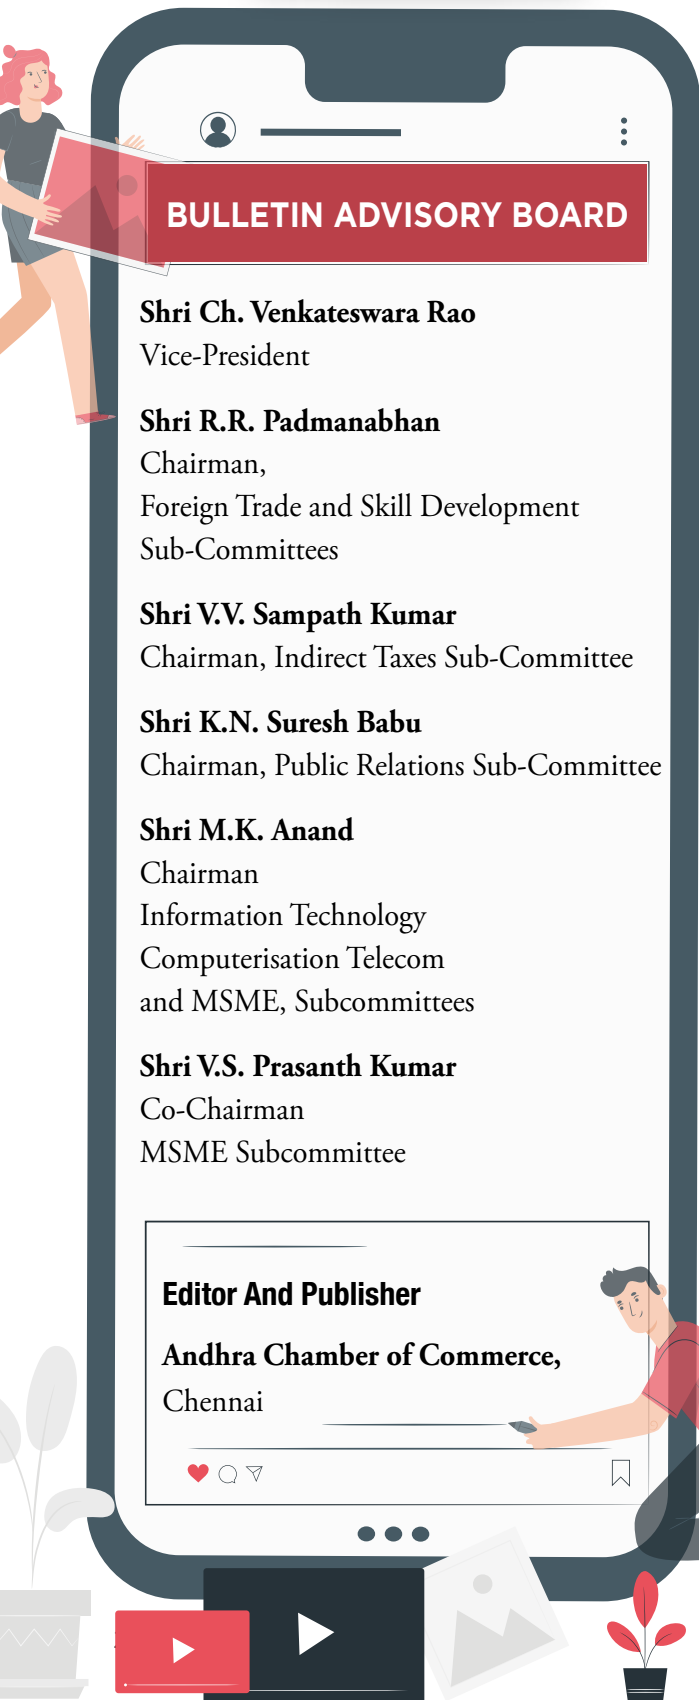 BULLETIN ADVISORY BOARD
Shri Ch. Venkateswara Rao
Vice-President
Shri R.R. Padmanabhan
Chairman,
Foreign Trade and Skill Development
Sub-Committees
Shri V.V. Sampath Kumar
Chairman, Indirect Taxes Sub-Committee
Shri K.N. Suresh Babu
Chairman, Public Relations Sub-Committee
Shri M.K. Anand
Chairman
Information Technology
Computerisation Telecom
and MSME, Subcommittees
Shri V.S. Prasanth Kumar
Co-Chairman
MSME Subcommittee
Editor And Publisher
Andhra Chamber of Commerce,
Chennai